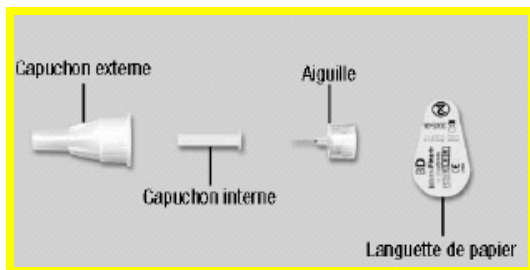 Capuchon externe
Aiguille
Capuchon interne
BD
Languette de papier